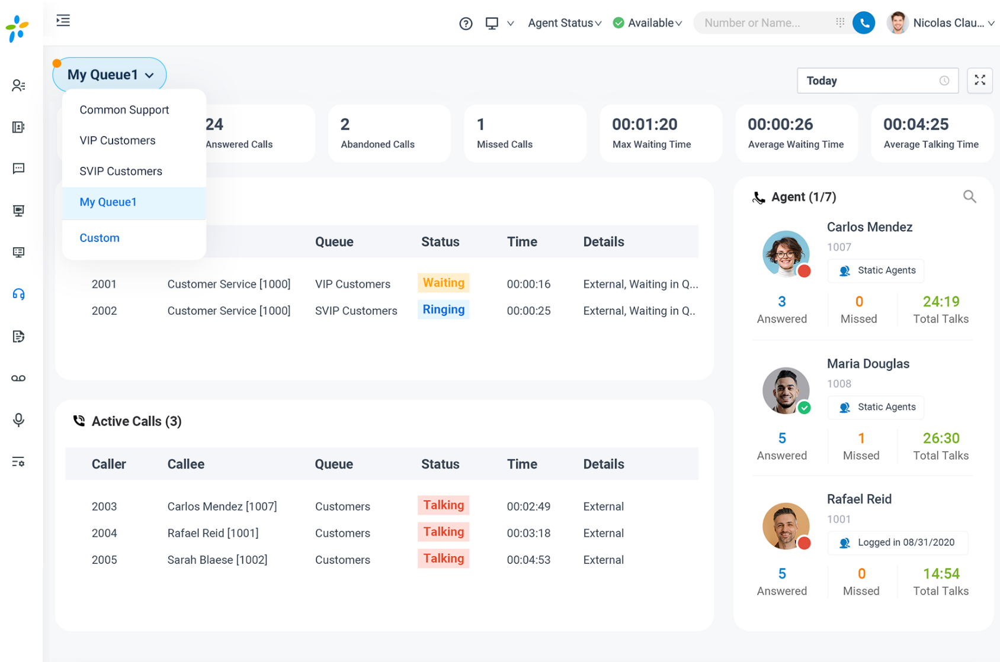 Agent Status
Available
Number or Name...
Nicolas Clau...
My Queue1
Today
Common Support
VIP Customers
SVIP Customers
My Queue1
Custom
24
Answered Calls
2
Abandoned Calls
1
Missed Calls
00:01:20
Max Waiting Time
00:00:26
Average Waiting Time
00:04:25
Average Talking Time
Queue Status Time Details
2001 Customer Service [1000] VIP Customers Waiting 00:00:16 External, Waiting in Q...
2002 Customer Service [1000] SVIP Customers Ringing 00:00:25 External, Waiting in Q..
Active Calls (3)
Caller Callee Queue Status Time Details
2003 Carlos Mendez [1007] Customers Talking 00:02:49 External
2004 Rafael Reid [1001] Customers Talking 00:03:18 External
2005 Sarah Blaese [1002] Customers Talking 00:04:53 External
Agent (1/7)
Carlos Mendez
1007
Static Agents
3 0 24:19
Answered Missed Total Talks
Maria Douglas
1008
Static Agents
5 1 26:30
Answered Missed Total Talks
Rafael Reid
1001
Logged in 08/31/2020
5 0 14:54
Answered Missed Total Talks